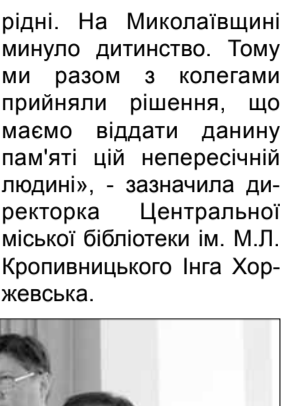 рідні. На Миколаївщині
минуло дитинство. Тому
ми разом з колегами
прийняли рішення, що
маємо віддати данину
пам'яті цій непересічній
людині», - зазначила ди-
ректорка Центральної
міської бібліотеки ім. М.Л.
Кропивницького Інга Хор-
жевська.